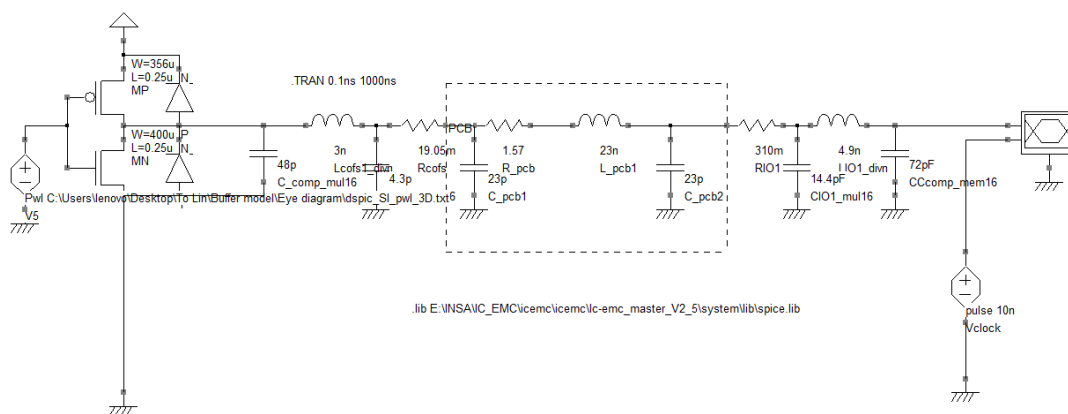 W=356u
L=0.25u
N_
MP
.TRAN 0.1ns 1000ns
W=400u
P
L=0.25u
N_
MN
PCB
48p
C_comp_mul16
3n
Lcofs1_divn
4.3p
19.05m
Rcofs
1.57
R_pcb
23p
C_pcb1
6
23n
L_pcb1
23p
C_pcb2
310m
RIO1
14.4pF
CIO1_mul16
4.9n
LIO1_divn
72pF
CCcomp_mem16
Pwl C:\Users\lenovo\Desktop\To Lin\Buffer model\Eye diagram\dspic_SI_pwl_3D.txt
V5
.lib E:\INSA\IC_EMC\icemc\icemc\Ic-emc_master_V2_5\system\lib\spice.lib
pulse 10n
Vclock